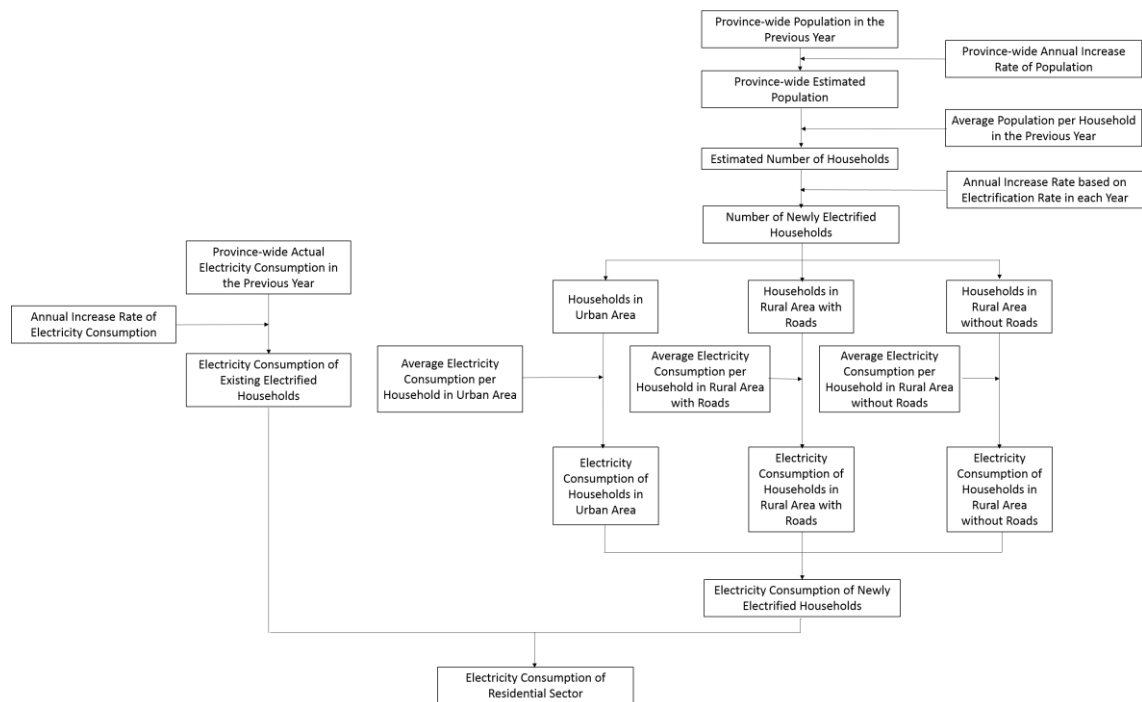 Province-wide Population in the
Previous Year
Province-wide Annual Increase
Rate of Population
Province-wide Estimated
Population
Average Population per Household
in the Previous Year
Estimated Number of Households
Annual Increase Rate based on
Electrification Rate in each Year
Number of Newly Electrified
Households
Province-wide Actual
Electricity Consumption in
the Previous Year
Annual Increase Rate of
Electricity Consumption
Electricity Consumption of
Existing Electrified
Households
Households in
Urban Area
Households in
Rural Area with
Roads
Households in
Rural Area
without Roads
Average Electricity
Consumption per
Household in Urban Area
Average Electricity
Consumption per
Household in Rural Area
with Roads
Average Electricity
Consumption per
Household in Rural Area
without Roads
Electricity
Consumption of
Households in
Urban Area
Electricity
Consumption of
Households in
Rural Area with
Roads
Electricity
Consumption of
Households in
Rural Area
without Roads
Electricity Consumption of Newly
Electrified Households
Electricity Consumption of
Residential Sector